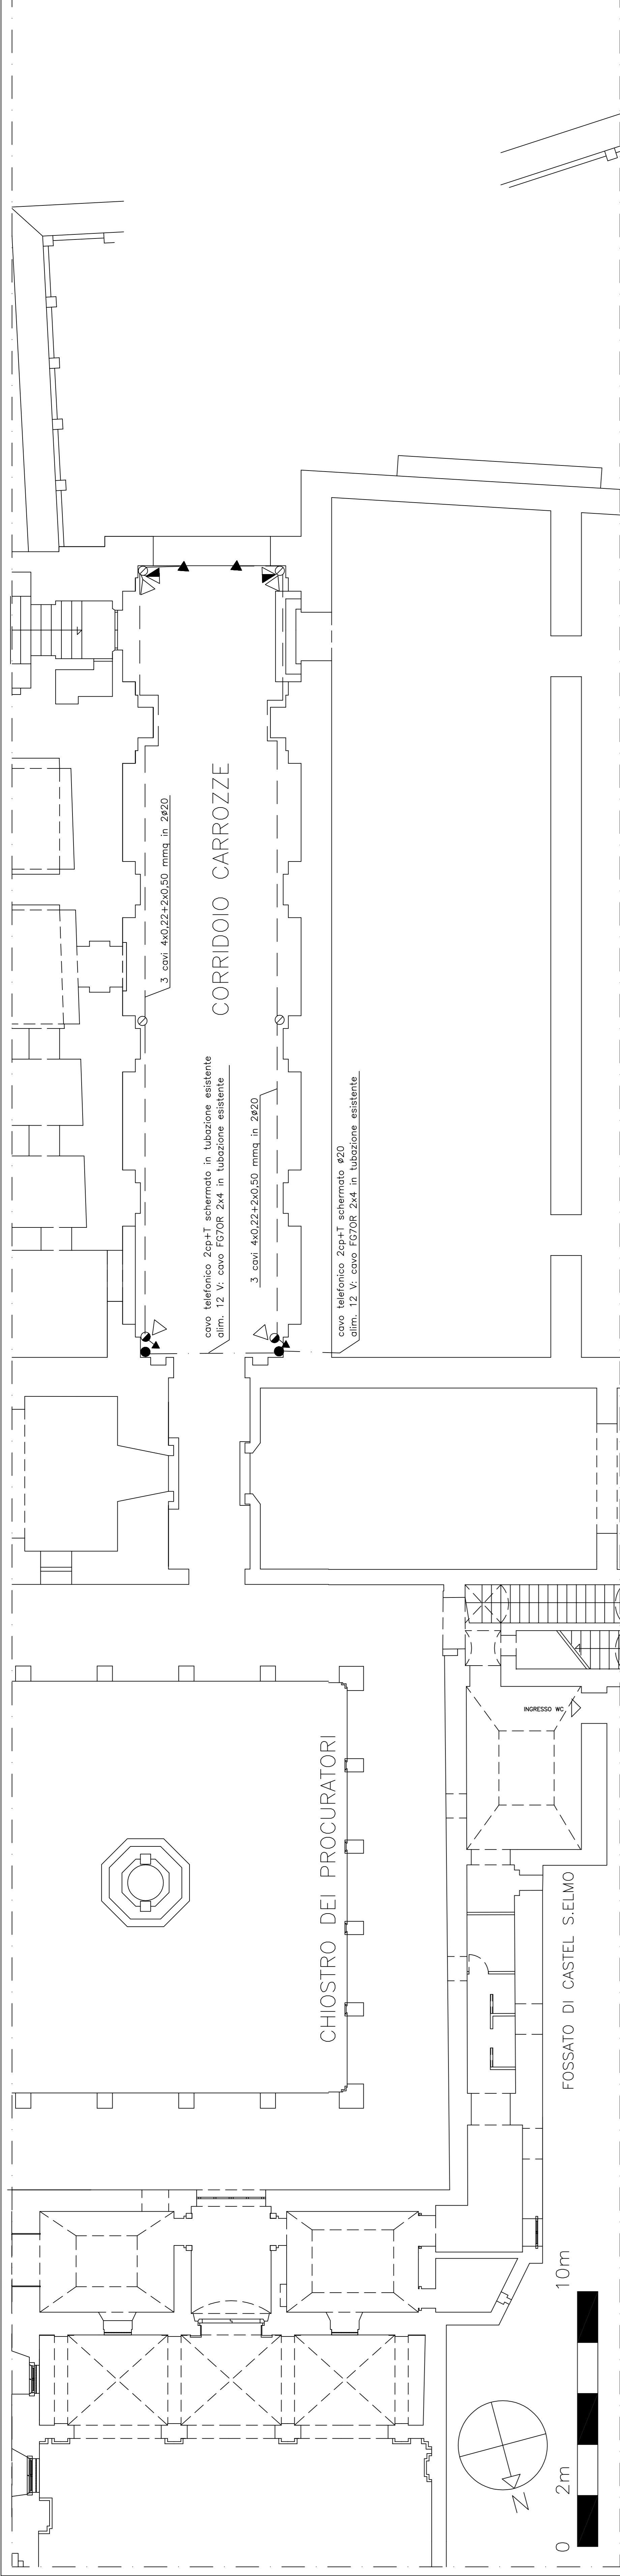 3 cavi 4x0,22+2x0,50 mmq in 2ø20
CORRIDOIO CARROZZE
cavo telefonico 2cp+T schermato in tubazione esistente
alim. 12 V: cavo FG7OR 2x4 in tubazione esistente
3 cavi 4x0,22+2x0,50 mmq in 2ø20
cavo telefonico 2cp+T schermato ø20
alim. 12 V: cavo FG7OR 2x4 in tubazione esistente
INGRESSO WC
CHIOSTRO DEI PROCURATORI
FOSSATO DI CASTEL S.ELMO
N
0 2m 10m